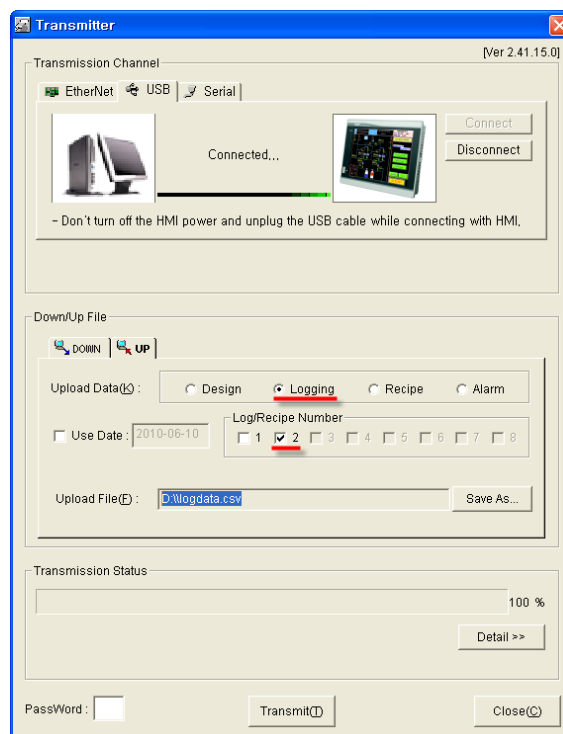 Transmitter
[Ver 2.41.15.0]
Transmission Channel
EtherNet USB Serial
Connected...
Connect
Disconnect
- Don't turn off the HMI power and unplug the USB cable while connecting with HMI.
Down/Up File
DOWN UP
Upload Data(K) : Design Logging Recipe Alarm
Log/Recipe Number
Use Date : 2010-06-10 1 2 3 4 5 6 7 8
Upload File(F) : D:\\logdata.csv Save As...
Transmission Status
100 %
Detail >>
PassWord : Transmit(T) Close(C)